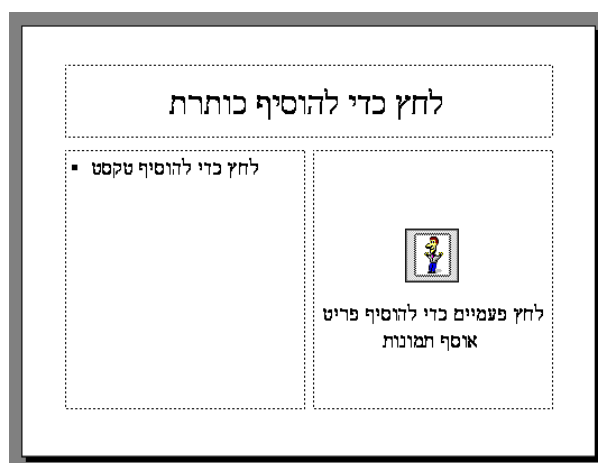 לחץ כדי להוסיף כותרת
לחץ כדי להוסיף טקסט
לחץ פעמיים כדי להוסיף פריט
אוסף תמונות